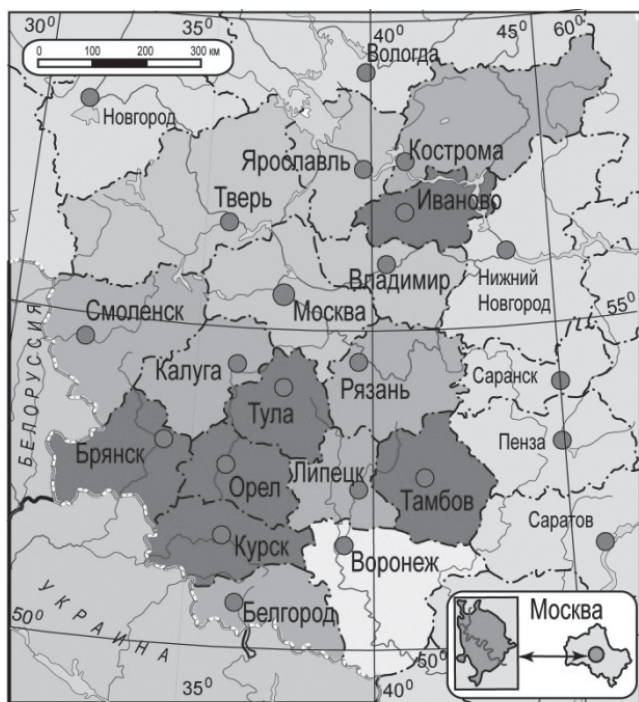 30⁰
35⁰
40⁰
45⁰
60⁰
0 100 200 300 км
Вологда
Новгород
Ярославль
Кострома
Тверь
Иваново
Владимир
Нижний
Новгород
Смоленск
Москва
55⁰
БЕЛОРУССИЯ
Калуга
Рязань
Саранск
Тула
Брянск
Пенза
Орел
Липецк
Тамбов
Курск
Воронеж
Саратов
Белгород
Москва
УКРАИНА
50⁰
50⁰
35⁰
40⁰